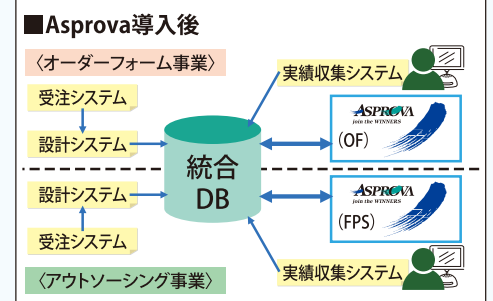 ■Asprova導入後
〈オーダーフォーム事業〉
受注システム
設計システム
実績収集システム
ASPROVA
join the WINNERS
(OF)
統合
DB
設計システム
受注システム
ASPROVA
join the WINNERS
(FPS)
実績収集システム
〈アウトソーシング事業〉